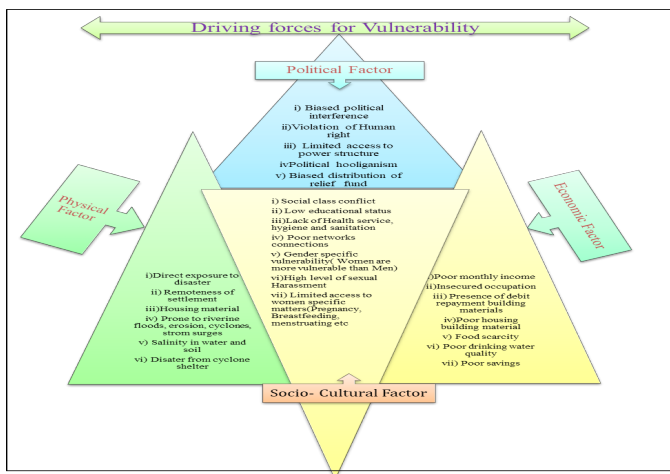 Driving forces for Vulnerability
Political Factor
i) Biased political
interference
ii)Violation of Human
right
iii) Limited access to
power structure
ivPolitical hooliganism
v) Biased distribution of
relief fund
Physical
Factor
i)Direct exposure to
disaster
ii) Remoteness of
settlement
iii)Housing material
iv) Prone to riverine
floods, erosion, cyclones,
strom surges
v) Salinity in water and
soil
vi) Disater from cyclone
shelter
i) Social class conflict
ii) Low educational status
iii)Lack of Health service,
hygiene and sanitation
iv) Poor networks
connections
v) Gender specific
vulnerability( Women are
more vulnerable than Men)
vi)High level of sexual
Harassment
vii) Limited access to
women specific
matters(Pregnancy,
Breastfeeding,
menstruating etc
Socio- Cultural Factor
Economic Factor
i)Poor monthly income
ii)Insecured occupation
iii) Presence of debit
repayment building
materials
iv)Poor housing
building material
v) Food scarcity
vi) Poor drinking water
quality
vii) Poor savings